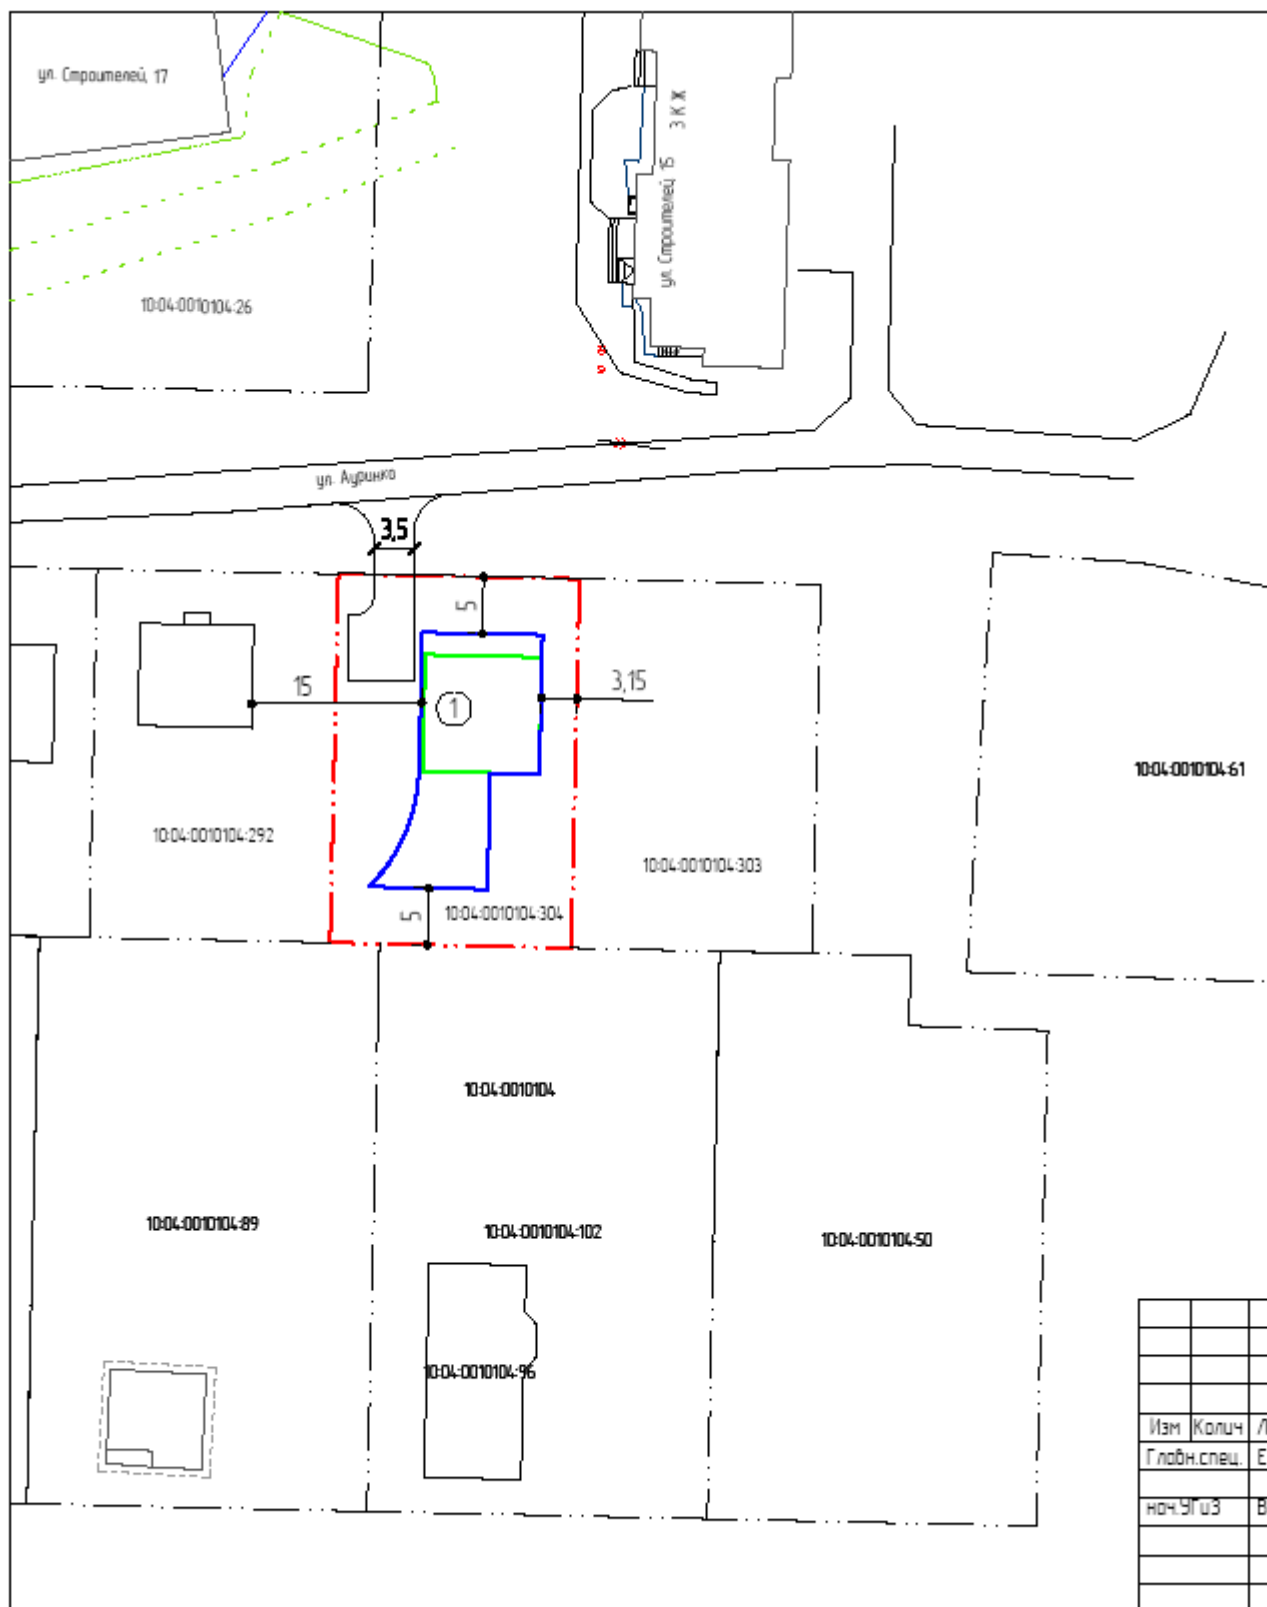 ул. Строителей, 17
3 К Ж
ул. Строителей, 15
10:04:0010104:26
ул. Ауринко
3,5
5
15
1
3,15
10:04:0010104:61
10:04:0010104:292
10:04:0010104:303
5
10:04:0010104:304
10:04:0010104
10:04:0010104:89
10:04:0010104:102
10:04:0010104:50
10:04:0010104:96
Изм Колич
Главн.спец. Е
нач.УГиЗ В